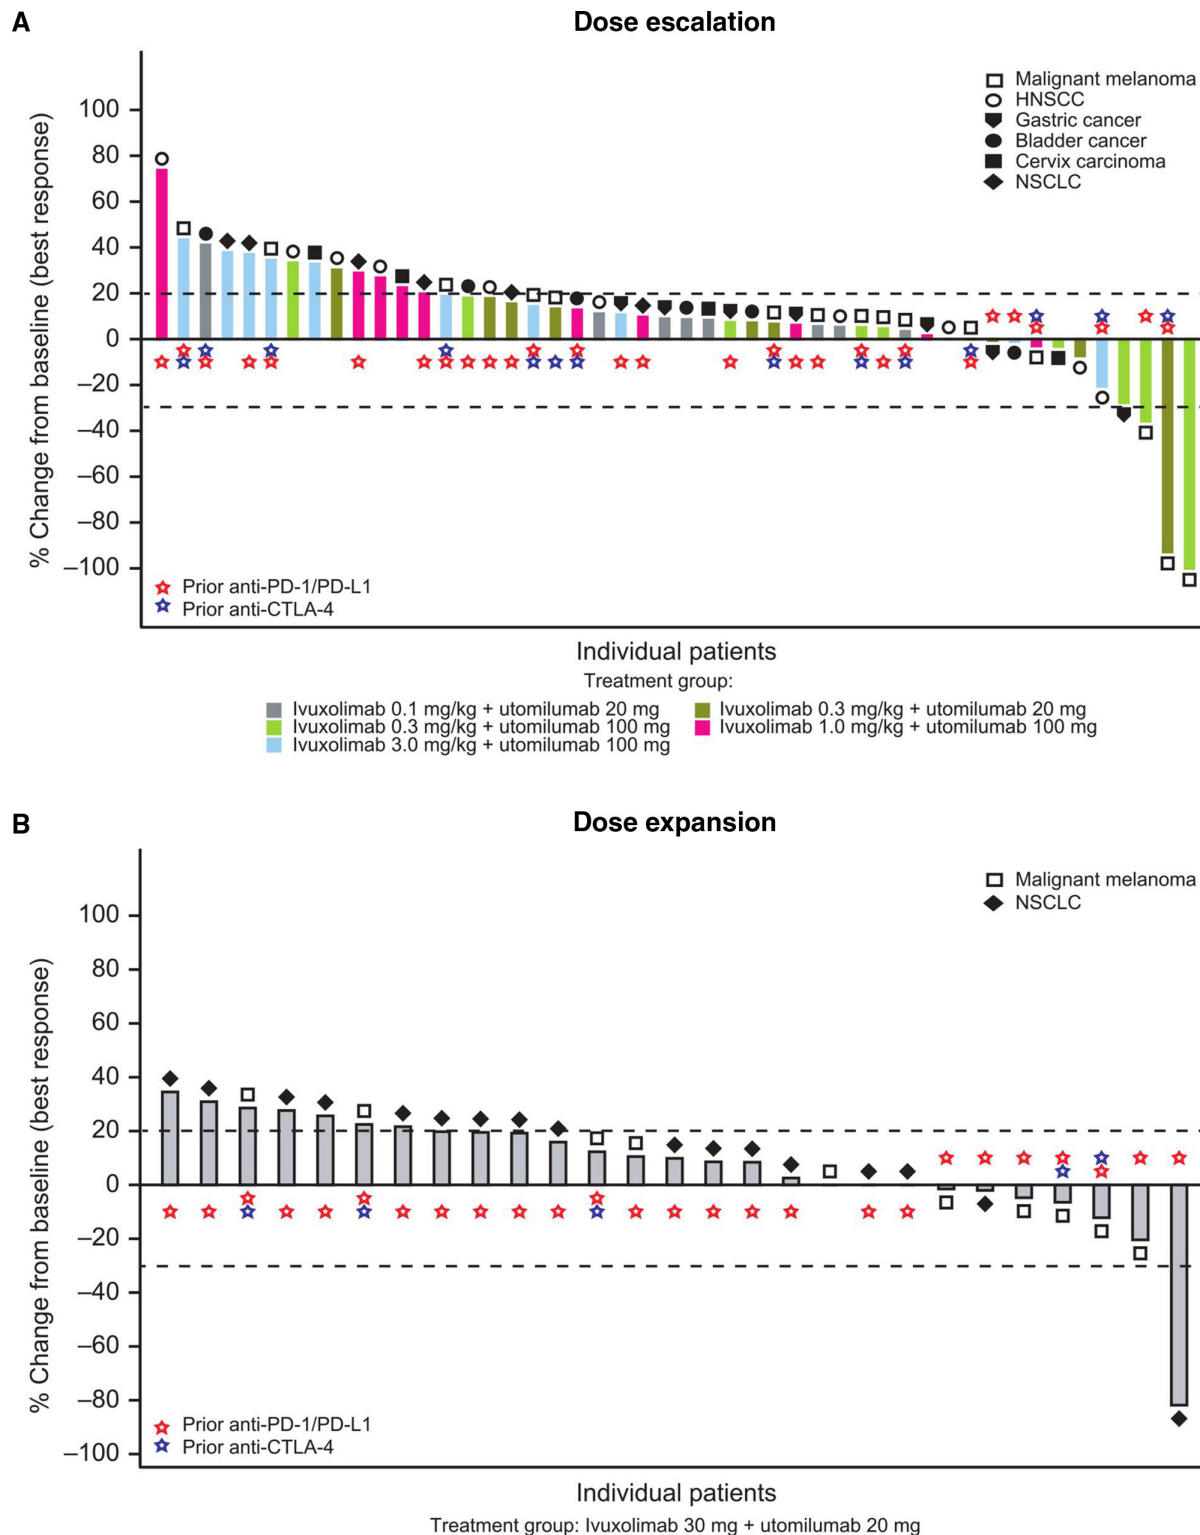 A
Dose escalation
% Change from baseline (best response)
100
80
60
40
20
0
–20
–40
–60
–80
–100
Malignant melanoma
HNSCC
Gastric cancer
Bladder cancer
Cervix carcinoma
NSCLC
Prior anti-PD-1/PD-L1
Prior anti-CTLA-4
Individual patients
Treatment group:
Ivuxolimab 0.1 mg/kg + utomilumab 20 mg
Ivuxolimab 0.3 mg/kg + utomilumab 20 mg
Ivuxolimab 0.3 mg/kg + utomilumab 100 mg
Ivuxolimab 1.0 mg/kg + utomilumab 100 mg
Ivuxolimab 3.0 mg/kg + utomilumab 100 mg
B
Dose expansion
% Change from baseline (best response)
100
80
60
40
20
0
–20
–40
–60
–80
–100
Malignant melanoma
NSCLC
Prior anti-PD-1/PD-L1
Prior anti-CTLA-4
Individual patients
Treatment group: Ivuxolimab 30 mg + utomilumab 20 mg